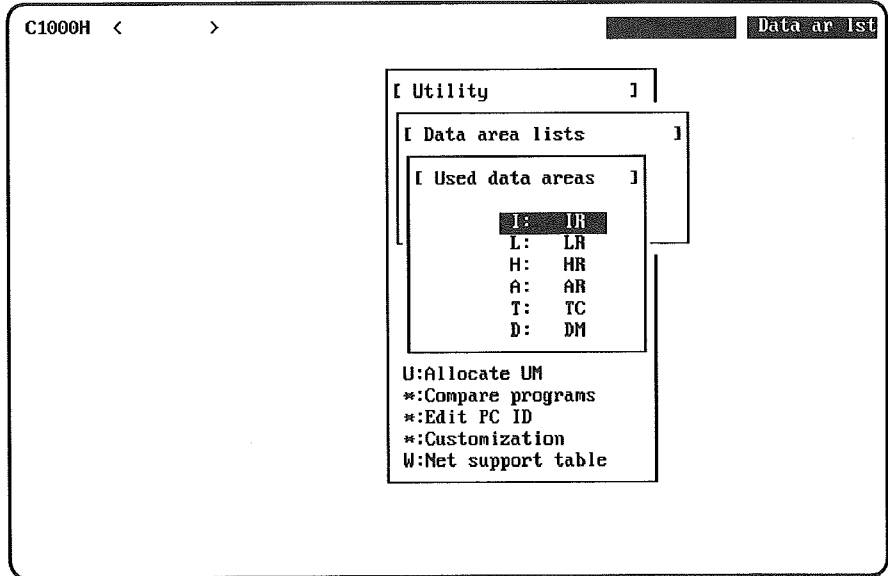 C1000H < > Data ar lst
[ Utility ]
[ Data area lists ]
[ Used data areas ]
I: IR
L: LR
H: HR
A: AR
T: TC
D: DM
U:Allocate UM
*:Compare programs
*:Edit PC ID
*:Customization
W:Net support table